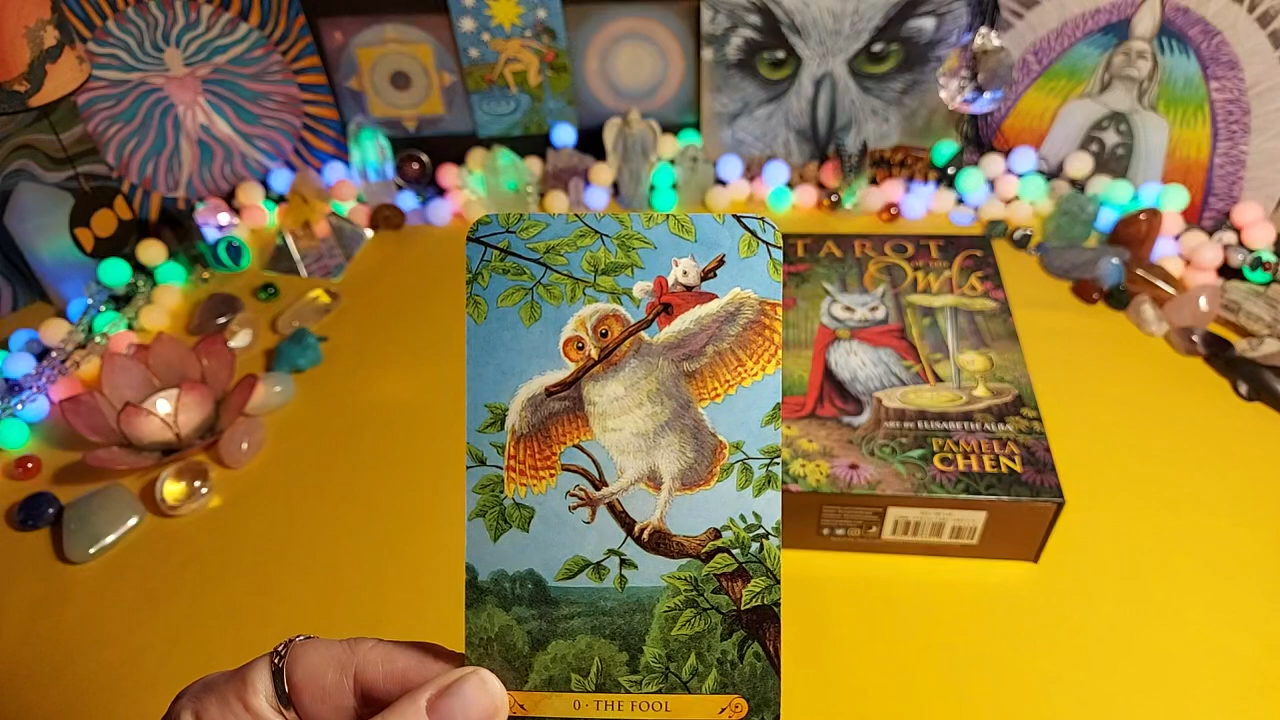 TAROT
OF THE
Owls
ART BY ELISABETH ALBA
PAMELA
CHEN
0 · THE FOOL